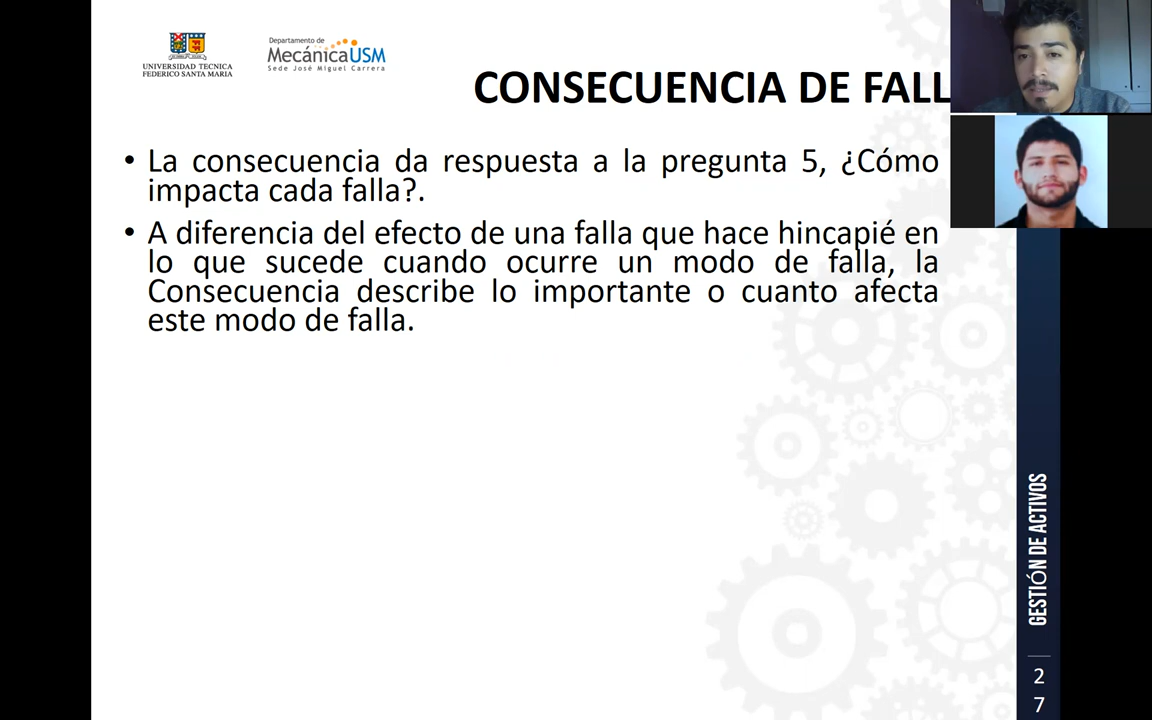 UNIVERSIDAD TECNICA
FEDERICO SANTA MARIA
Departamento de
MecánicaUSM
Sede José Miguel Carrera
CONSECUENCIA DE FALL
• La consecuencia da respuesta a la pregunta 5, ¿Cómo
impacta cada falla?.
• A diferencia del efecto de una falla que hace hincapié en
lo que sucede cuando ocurre un modo de falla, la
Consecuencia describe lo importante o cuanto afecta
este modo de falla.
GESTIÓN DE ACTIVOS
2
7